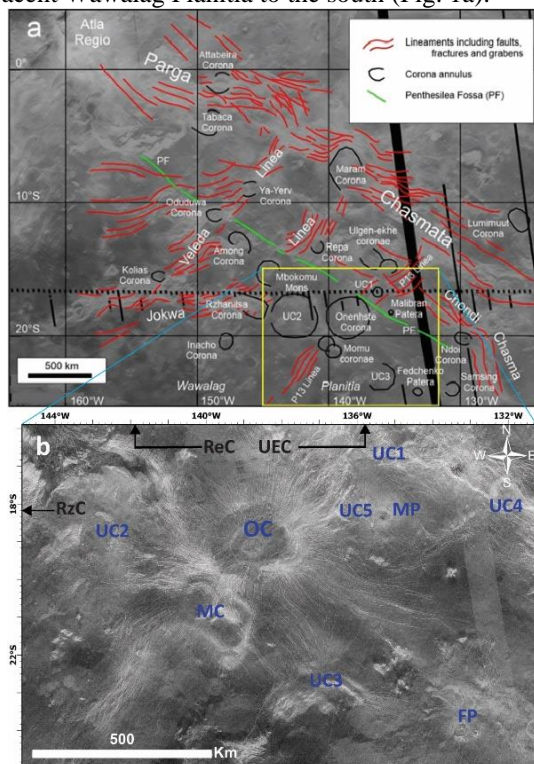 acent Wawalag Planitia to the south (Fig. 1a).
a
Atla
Regio
Lineaments including faults,
fractures and grabens
Corona annulus
Penthesilea Fossa (PF)
0°
Parga
Attabeira
Corona
Tabaca
Corona
PF
Linea
Maram
Corona
Chasmata
10°S
Oduduwa
Corona
Ya-Yerv
Corona
Linea
Lumimuut
Corona
Veleda
Among
Corona
Repa
Corona
Ulgen-ekhe
coronae
Kolias
Corona
Mbokomu
Mons
UC1
P13 Linea
Chondi
Jokwa
Rzhanitsa
Corona
UC2
Onenhste
Corona
Malibran
Patera
20°S
PF
Inacho
Corona
Momu
coronae
Ndoi
Corona
Chasma
500 km
Wawalag
P13 Linea
Planitia
UC3
Fedchenko
Patera
Samsing
Corona
160°W
150°W
140°W
130°W
144°W
140°W
136°W
132°W
b
ReC
UEC
UC1
N
W
E
S
18°S
RzC
UC2
OC
UC5
MP
UC4
MC
22°S
UC3
FP
500
Km